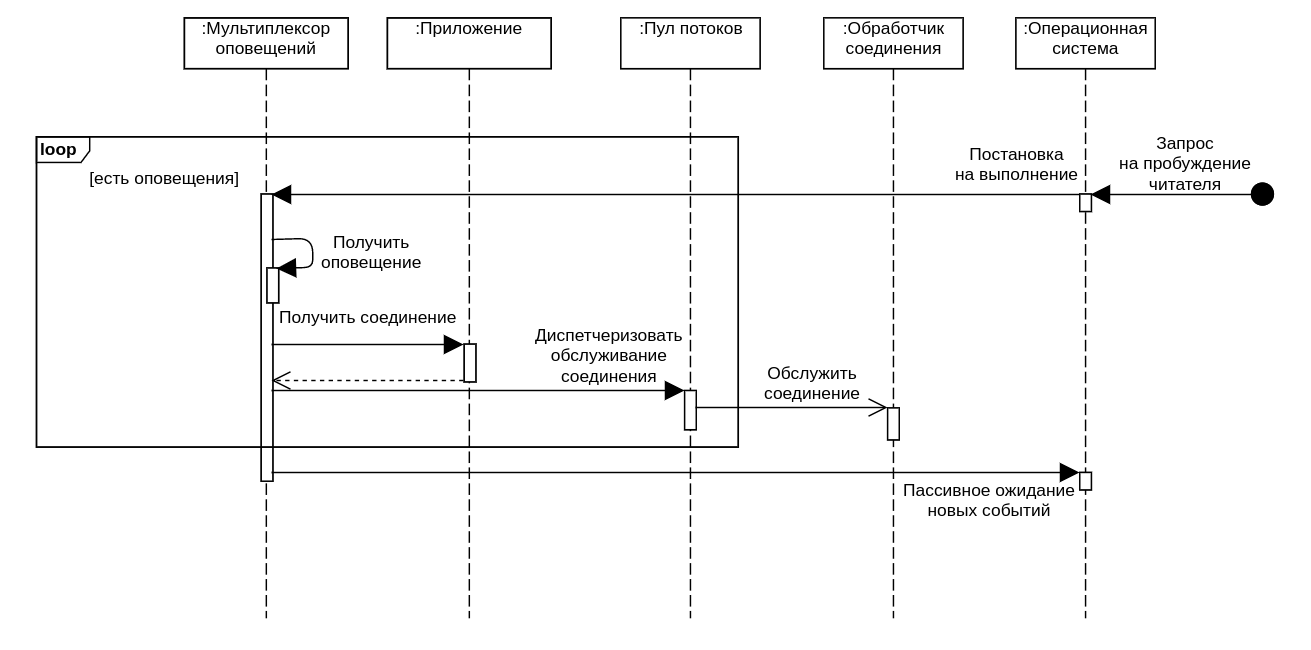 :Мультиплексор
оповещений
:Приложение
:Пул потоков
:Обработчик
соединения
:Операционная
система
loop
[есть оповещения]
Постановка
на выполнение
Запрос
на пробуждение
читателя
Получить
оповещение
Получить соединение
Диспетчеризовать
обслуживание
соединения
Обслужить
соединение
Пассивное ожидание
новых событий